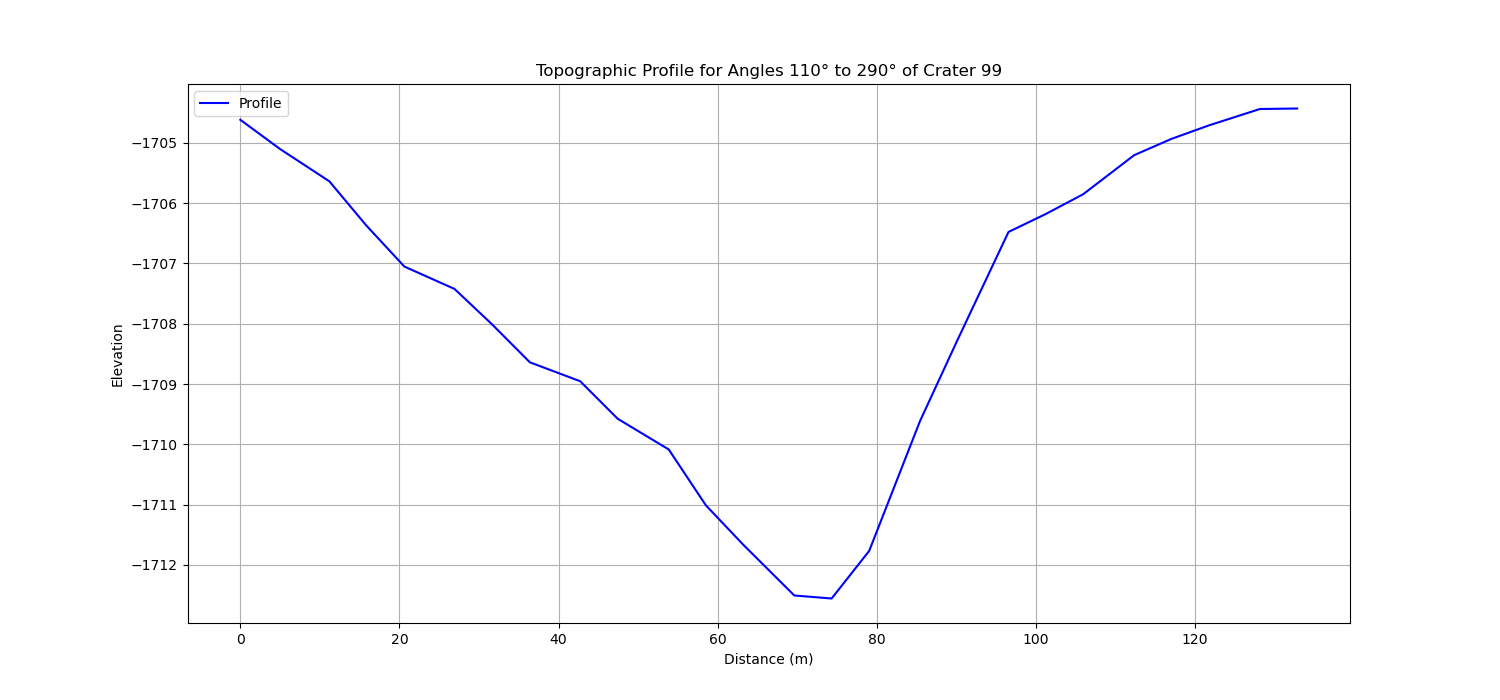 Topographic Profile for Angles 110° to 290° of Crater 99
Profile
−1705
−1706
−1707
−1708
−1709
−1710
−1711
−1712
Elevation
0 20 40 60 80 100 120
Distance (m)